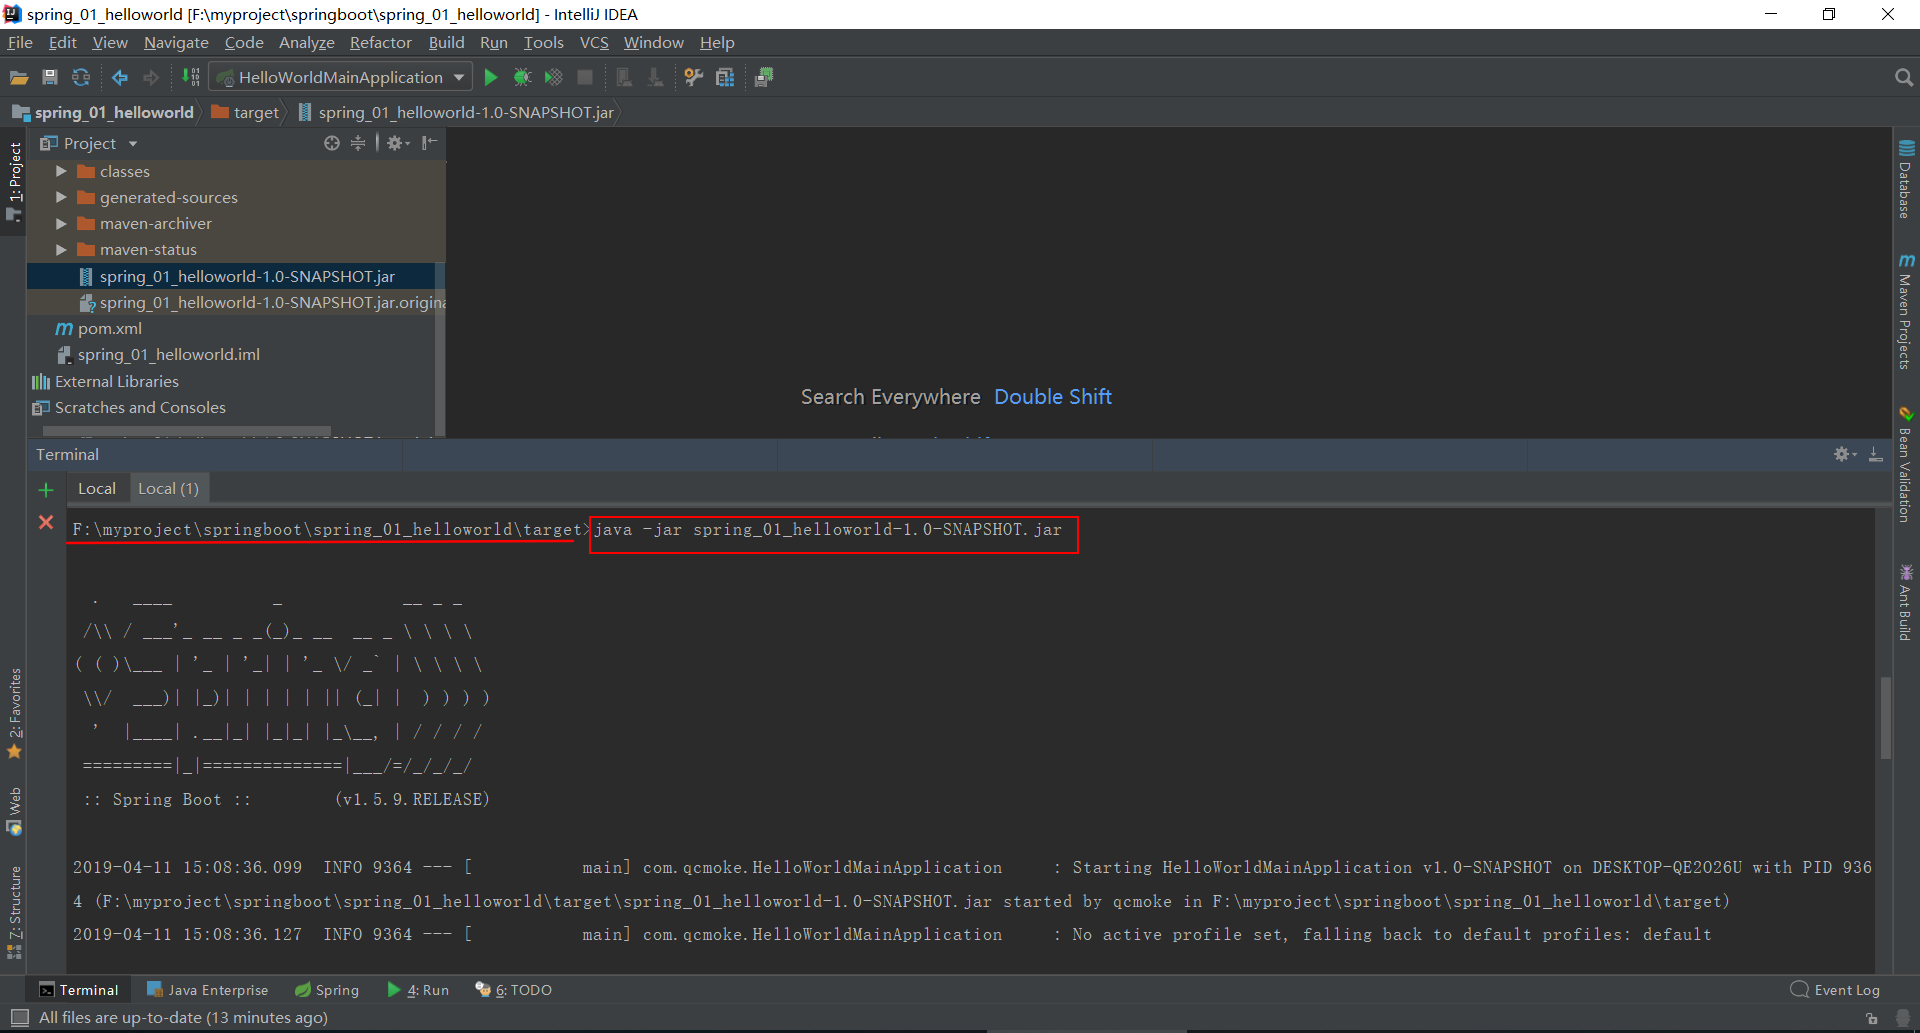 spring_01_helloworld [F:\myproject\springboot\spring_01_helloworld] - IntelliJ IDEA
File Edit View Navigate Code Analyze Refactor Build Run Tools VCS Window Help
HelloWorldMainApplication
spring_01_helloworld target spring_01_helloworld-1.0-SNAPSHOT.jar
1: Project
Project
classes
generated-sources
maven-archiver
maven-status
spring_01_helloworld-1.0-SNAPSHOT.jar
spring_01_helloworld-1.0-SNAPSHOT.jar.origina
pom.xml
spring_01_helloworld.iml
External Libraries
Scratches and Consoles
Search Everywhere Double Shift
Database
Maven Projects
Bean Validation
Ant Build
Terminal
Local Local (1)
F:\myproject\springboot\spring_01_helloworld\target>java -jar spring_01_helloworld-1.0-SNAPSHOT.jar
  .   ____          _            __ _ _
 /\\ / ___'_ __ _ _(_)_ __  __ _ \ \ \ \
( ( )\___ | '_ | '_| | '_ \/ _` | \ \ \ \
 \\/  ___)| |_)| | | | | || (_| |  ) ) ) )
  '  |____| .__|_| |_|_| |_\__, | / / / /
 =========|_|==============|___/=/_/_/_/
 :: Spring Boot ::         (v1.5.9.RELEASE)
2019-04-11 15:08:36.099  INFO 9364 --- [           main] com.qcmoke.HelloWorldMainApplication     : Starting HelloWorldMainApplication v1.0-SNAPSHOT on DESKTOP-QE2O26U with PID 936
4 (F:\myproject\springboot\spring_01_helloworld\target\spring_01_helloworld-1.0-SNAPSHOT.jar started by qcmoke in F:\myproject\springboot\spring_01_helloworld\target)
2019-04-11 15:08:36.127  INFO 9364 --- [           main] com.qcmoke.HelloWorldMainApplication     : No active profile set, falling back to default profiles: default
2: Favorites
Web
Z: Structure
Terminal Java Enterprise Spring 4: Run 6: TODO Event Log
All files are up-to-date (13 minutes ago)